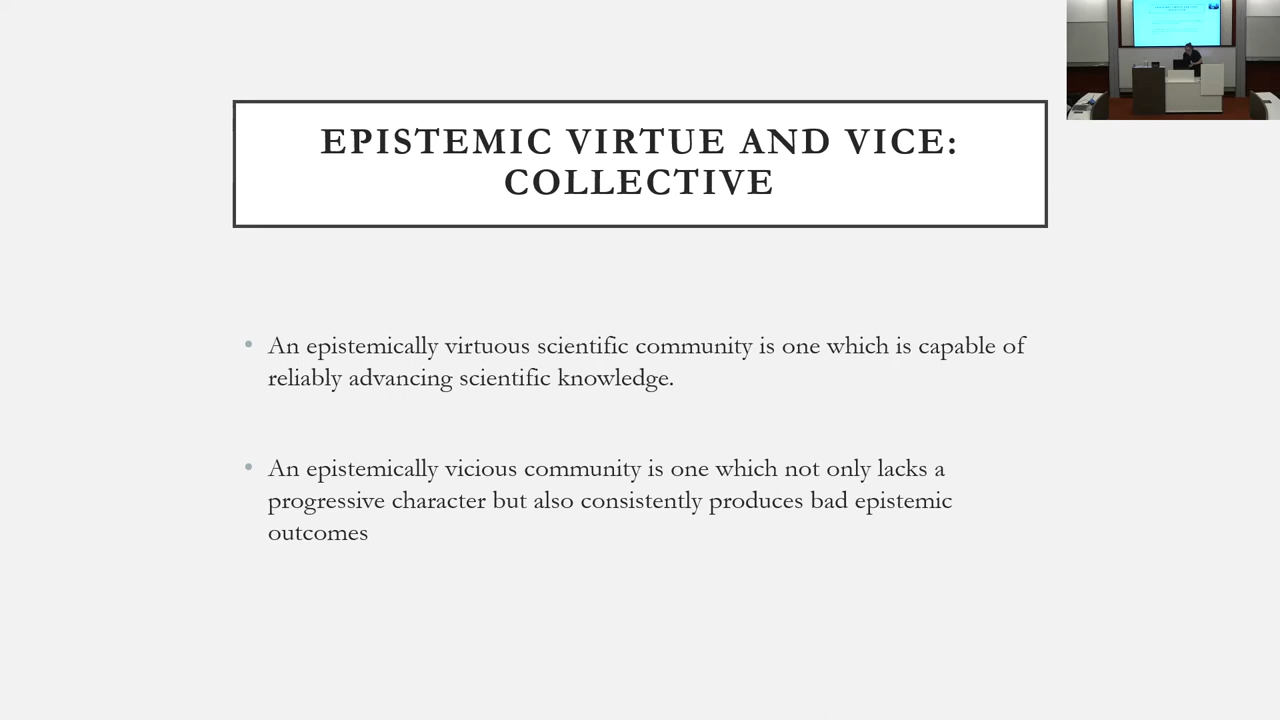 EPISTEMIC VIRTUE AND VICE:
COLLECTIVE
• An epistemically virtuous scientific community is one which is capable of
reliably advancing scientific knowledge.
• An epistemically vicious community is one which not only lacks a
progressive character but also consistently produces bad epistemic
outcomes